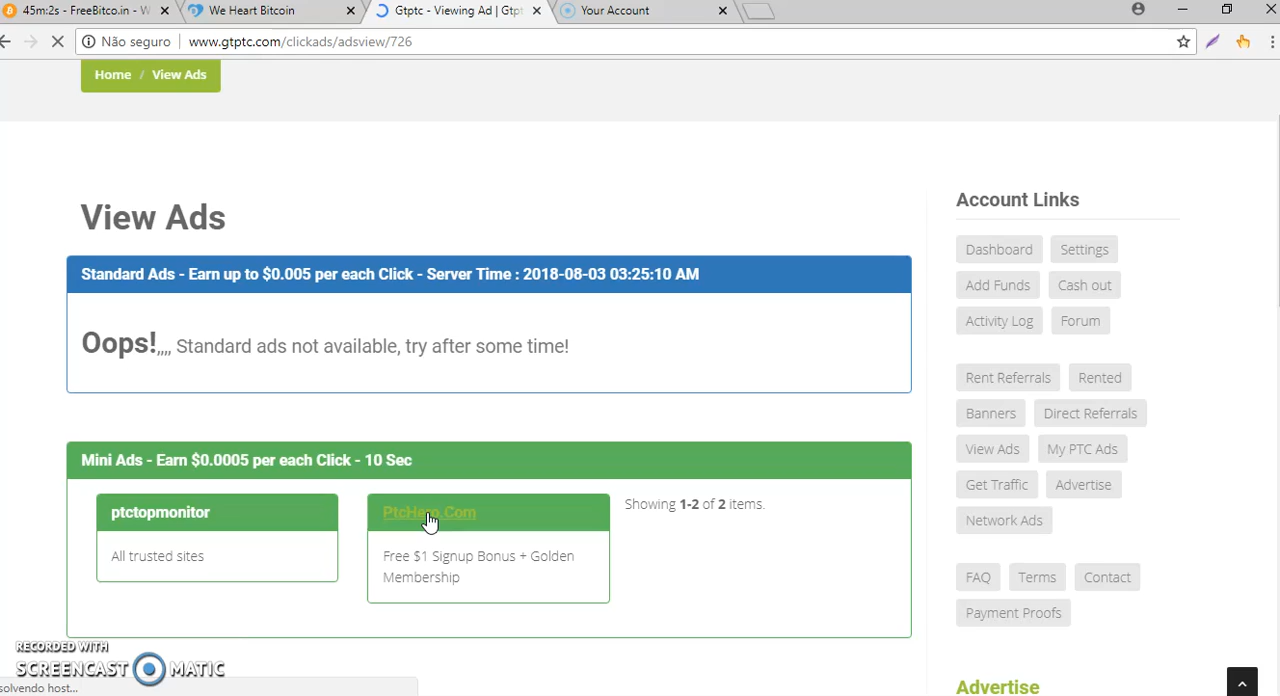 45m:2s - FreeBitco.in - W
We Heart Bitcoin
Gtptc - Viewing Ad | Gtpt
Your Account
Não seguro | www.gtptc.com/clickads/adsview/726
Home / View Ads
View Ads
Standard Ads - Earn up to $0.005 per each Click - Server Time : 2018-08-03 03:25:10 AM
Oops!,,,, Standard ads not available, try after some time!
Mini Ads - Earn $0.0005 per each Click - 10 Sec
ptctopmonitor
All trusted sites
PtcHero.Com
Free $1 Signup Bonus + Golden
Membership
Showing 1-2 of 2 items.
Account Links
Dashboard Settings
Add Funds Cash out
Activity Log Forum
Rent Referrals Rented
Banners Direct Referrals
View Ads My PTC Ads
Get Traffic Advertise
Network Ads
FAQ Terms Contact
Payment Proofs
Advertise
RECORDED WITH
SCREENCAST MATIC
solvendo host...